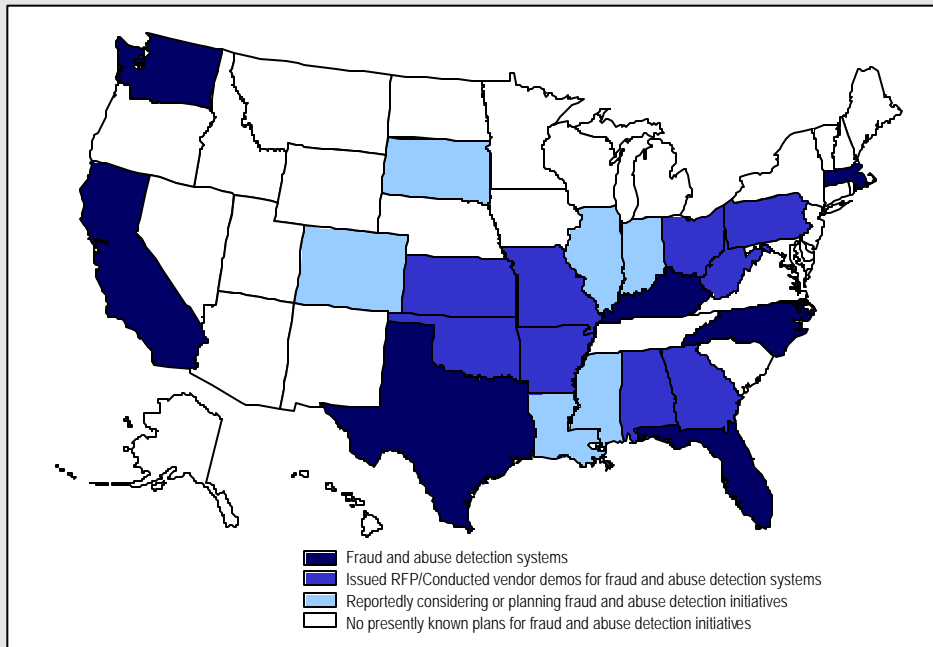 Fraud and abuse detection systems
Issued RFP/Conducted vendor demos for fraud and abuse detection systems
Reportedly considering or planning fraud and abuse detection initiatives
No presently known plans for fraud and abuse detection initiatives